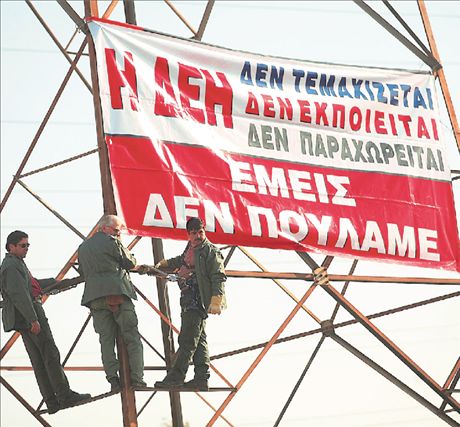 Η ΔΕΗ
ΔΕΝ ΤΕΜΑΧΙΖΕΤΑΙ
ΔΕΝ ΕΚΠΟΙΕΙΤΑΙ
ΔΕΝ ΠΑΡΑΧΩΡΕΙΤΑΙ
ΕΜΕΙΣ
ΔΕΝ ΠΟΥΛΑΜΕ